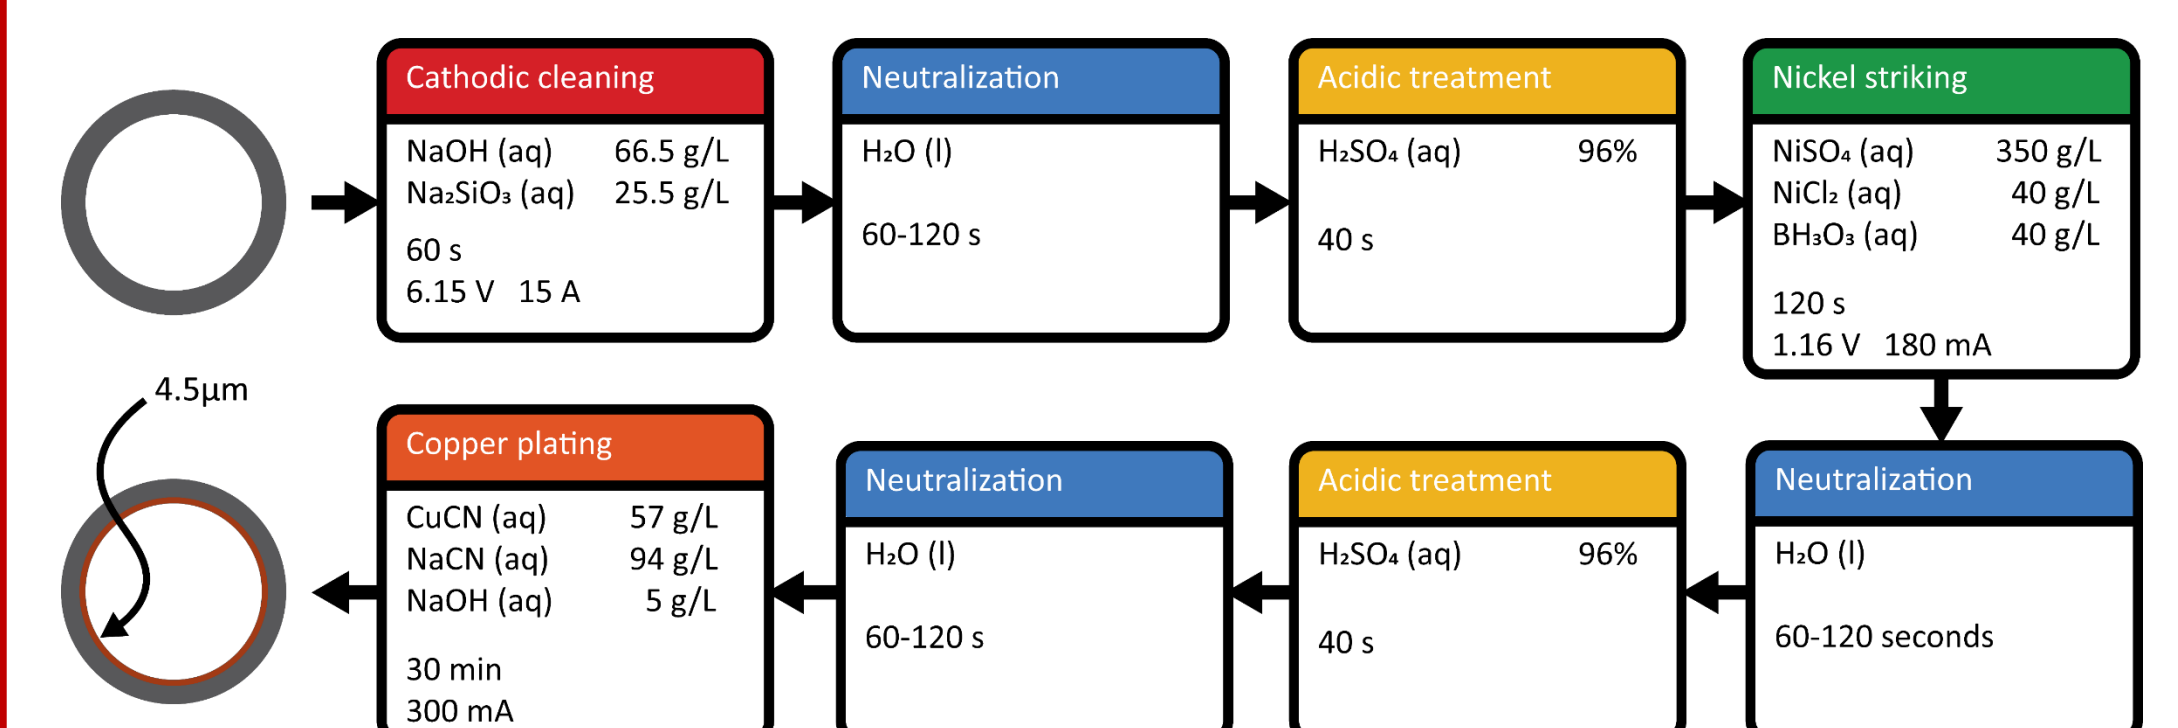 Cathodic cleaning
NaOH (aq) 66.5 g/L
Na₂SiO₃ (aq) 25.5 g/L
60 s
6.15 V 15 A
Neutralization
H₂O (l)
60-120 s
Acidic treatment
H₂SO₄ (aq) 96%
40 s
Nickel striking
NiSO₄ (aq) 350 g/L
NiCl₂ (aq) 40 g/L
BH₃O₃ (aq) 40 g/L
120 s
1.16 V 180 mA
Neutralization
H₂O (l)
60-120 seconds
Acidic treatment
H₂SO₄ (aq) 96%
40 s
Neutralization
H₂O (l)
60-120 s
Copper plating
CuCN (aq) 57 g/L
NaCN (aq) 94 g/L
NaOH (aq) 5 g/L
30 min
300 mA
4.5µm